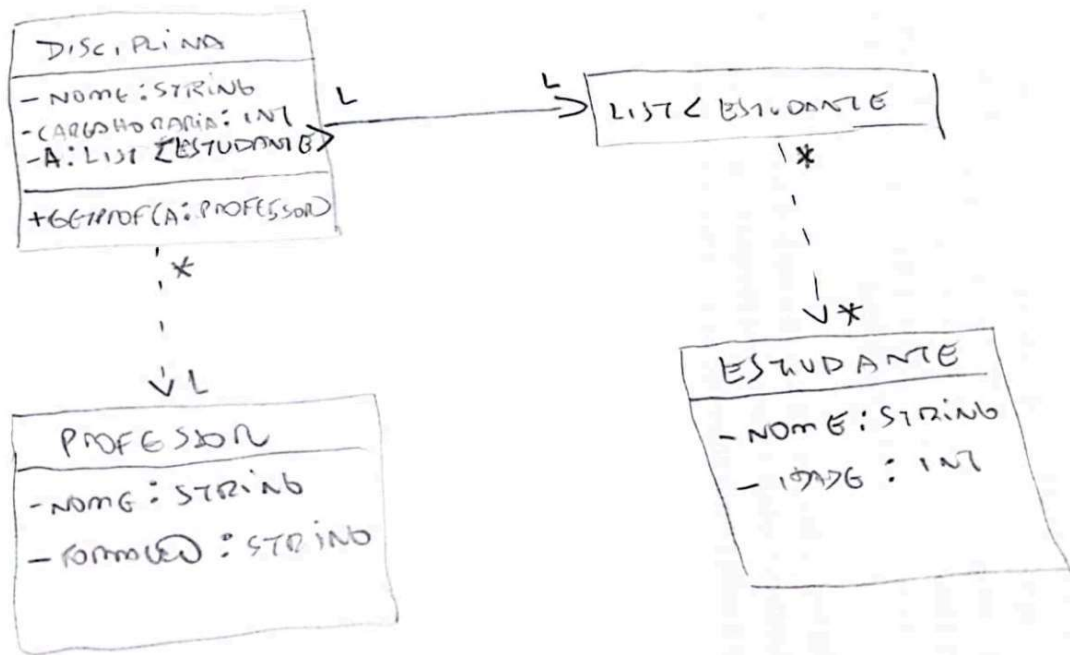 DISCIPLINA
- NOME : STRING
- CARGAHORARIA : INT
- A : LIST <ESTUDANTE>
+ GETPROF(A : PROFESSOR)
1
1
LIST < ESTUDANTE
*
*
*
1
ESTUDANTE
- NOME : STRING
- IDADE : INT
PROFESSOR
- NOME : STRING
- : STRING